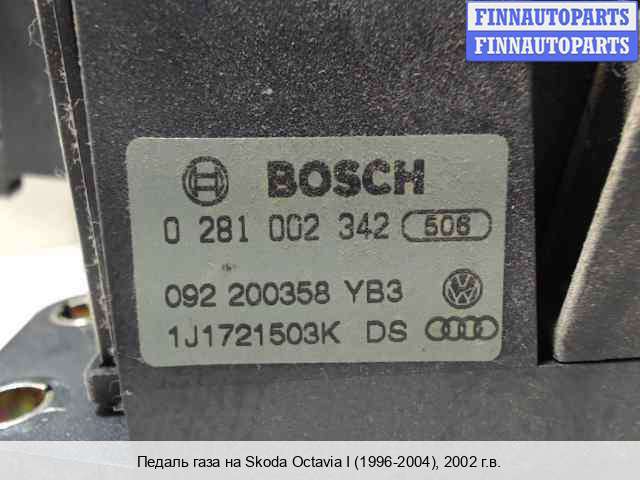 FINNAUTOPARTS
FINNAUTOPARTS
BOSCH
0 281 002 342 506
092 200358 YB3
1J1721503K DS
Педаль газа на Skoda Octavia I (1996-2004), 2002 г.в.